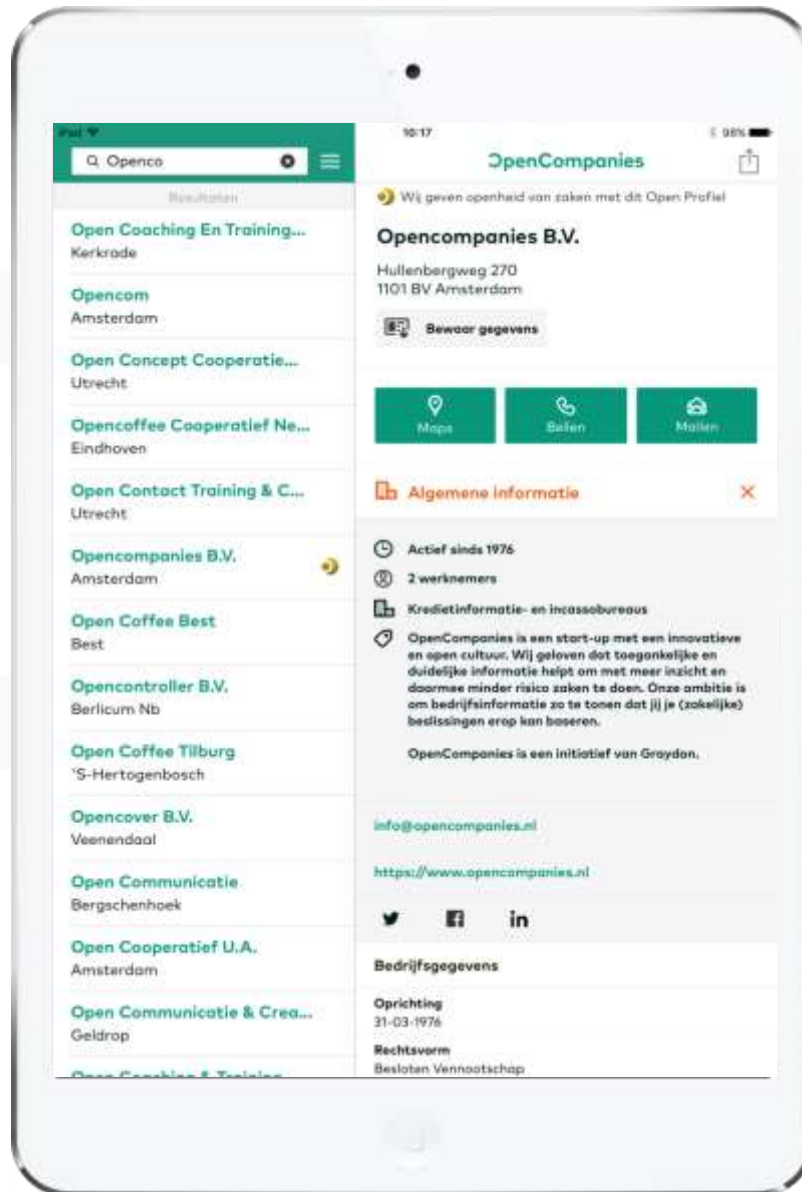 iPad
10:17
98%
Openco
OpenCompanies
Resultaten
Open Coaching En Training...
Kerkrade
Opencom
Amsterdam
Open Concept Cooperatie...
Utrecht
Opencoffee Cooperatief Ne...
Eindhoven
Open Contact Training & C...
Utrecht
Opencompanies B.V.
Amsterdam
Open Coffee Best
Best
Opencontroller B.V.
Berlicum Nb
Open Coffee Tilburg
'S-Hertogenbosch
Opencover B.V.
Veenendaal
Open Communicatie
Bergschenhoek
Open Cooperatief U.A.
Amsterdam
Open Communicatie & Crea...
Geldrop
Open Coaching & Training
Wij geven openheid van zaken met dit Open Profiel
Opencompanies B.V.
Hullenbergweg 270
1101 BV Amsterdam
Bewaar gegevens
Maps
Bellen
Mailen
Algemene informatie
Actief sinds 1976
2 werknemers
Kredietinformatie- en incassobureaus
OpenCompanies is een start-up met een innovatieve
en open cultuur. Wij geloven dat toegankelijke en
duidelijke informatie helpt om met meer inzicht en
daarmee minder risico zaken te doen. Onze ambitie is
om bedrijfsinformatie zo te tonen dat jij je (zakelijke)
beslissingen erop kan baseren.
OpenCompanies is een initiatief van Graydon.
info@opencompanies.nl
https://www.opencompanies.nl
in
Bedrijfsgegevens
Oprichting
31-03-1976
Rechtsvorm
Besloten Vennootschap